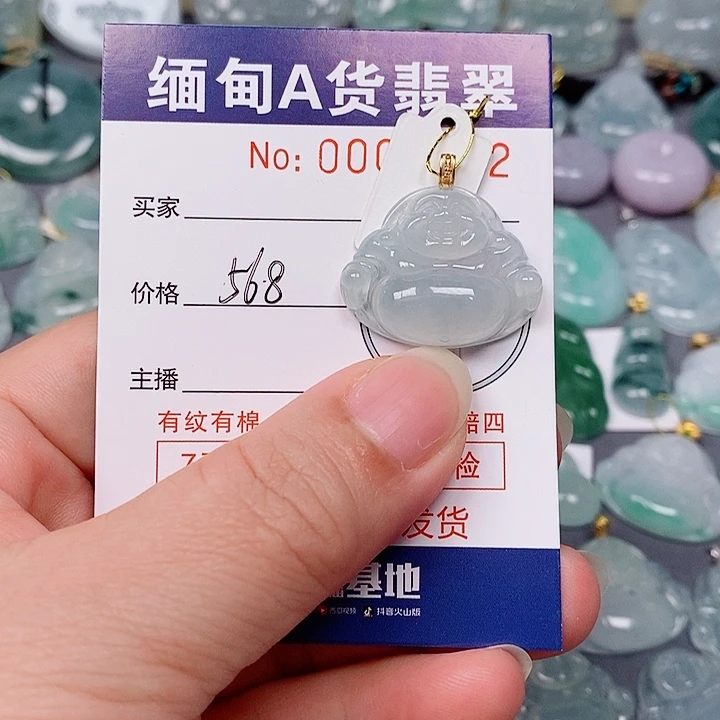 缅甸A货翡翠
No: 000 2
买家
价格 568
主播
有纹有棉 赔四
检
发货
基地
抖音火山版